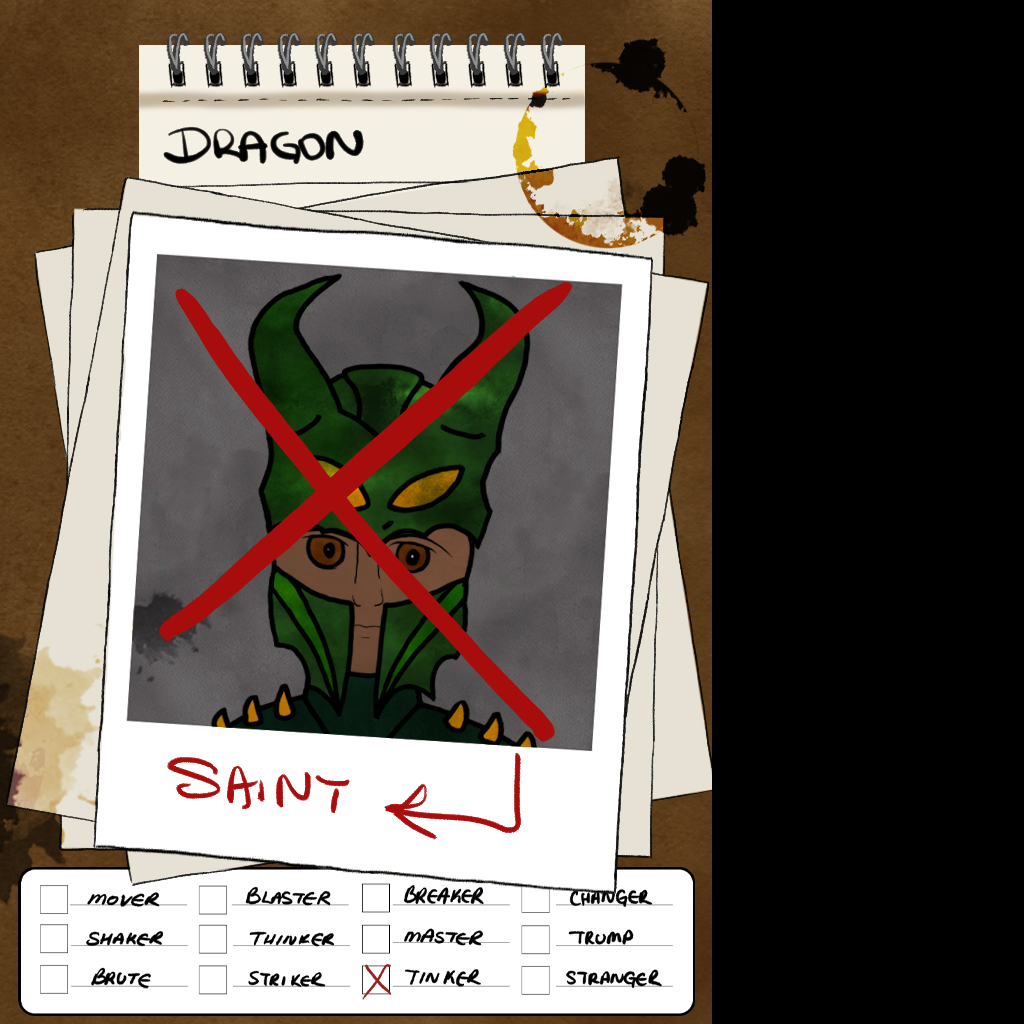 DRAGON
SAINT
MOVER BLASTER BREAKER CHANGER
SHAKER THINKER MASTER TRUMP
BRUTE STRIKER TINKER STRANGER